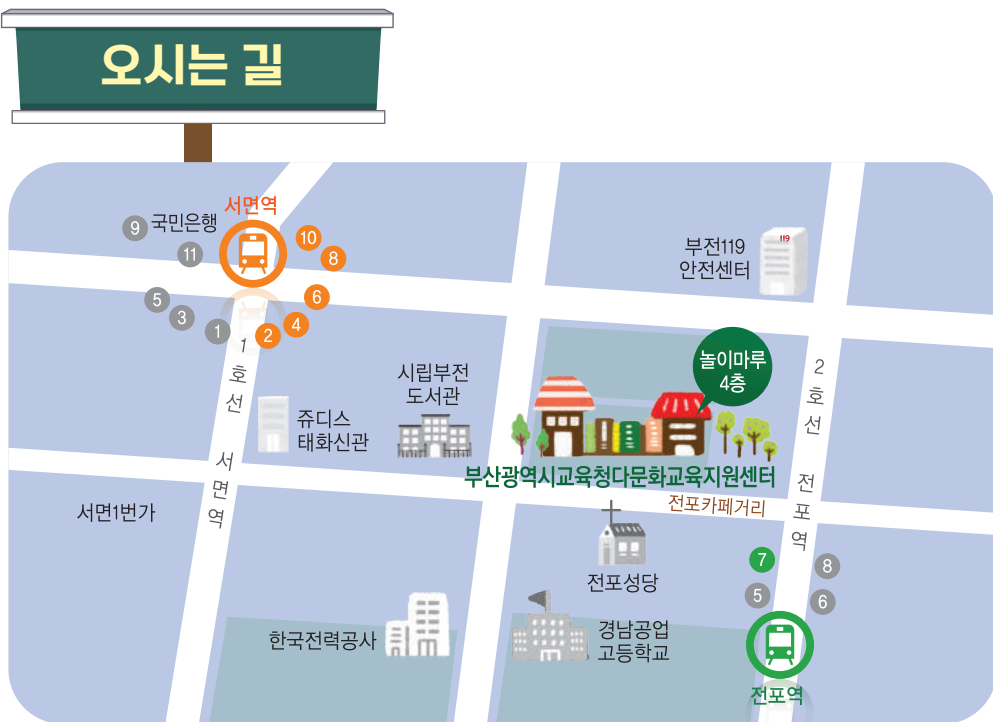 오시는 길
서면역
9
국민은행
11
10
8
5
3
1
2
4
6
부전119
안전센터
119
1호선 서면역
2호선 전포역
시립부전
도서관
쥬디스
태화신관
놀이마루
4층
부산광역시교육청다문화교육지원센터
전포카페거리
서면1번가
전포성당
7
8
5
6
한국전력공사
경남공업
고등학교
전포역